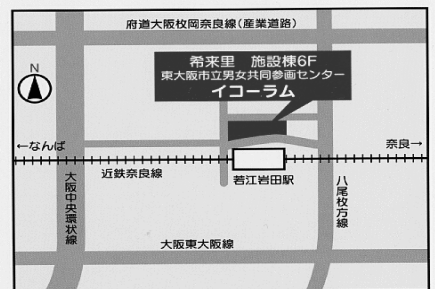 府道大阪枚岡奈良線(産業道路)
希来里 施設棟6F
東大阪市立男女共同参画センター
イコーラム
N
←なんば
奈良→
近鉄奈良線
若江岩田駅
大阪中央環状線
八尾枚方線
大阪東大阪線